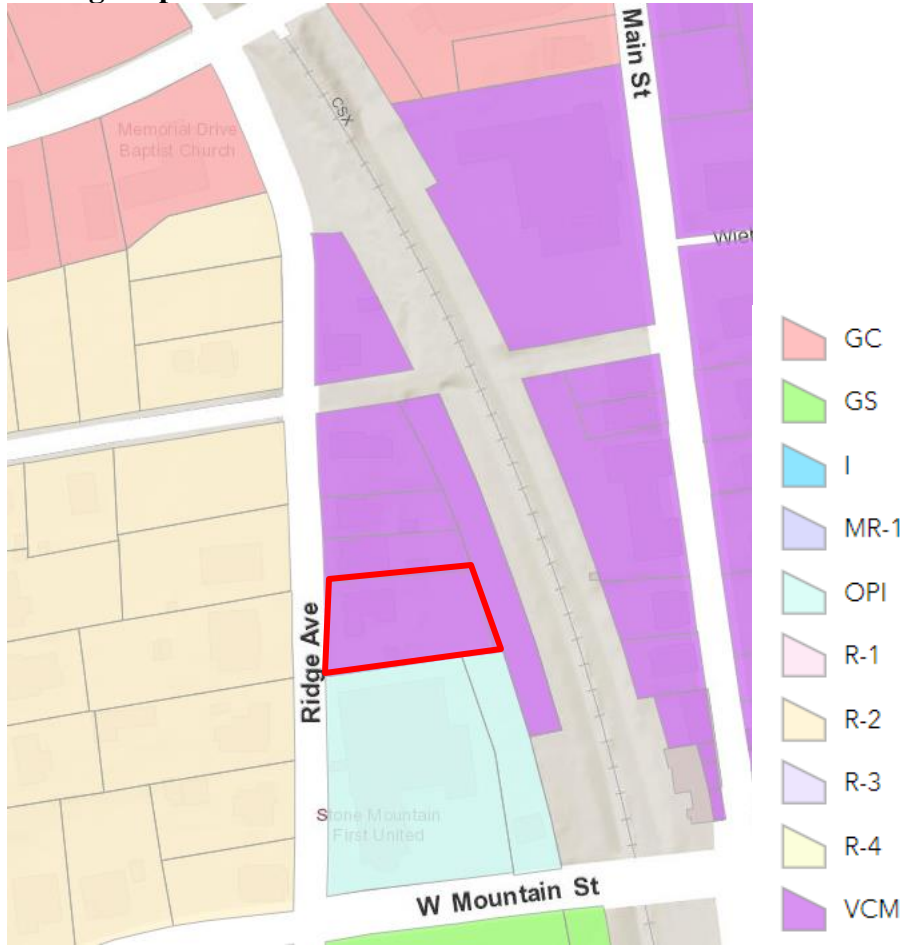 Main St
CSX
Memorial Drive
Baptist Church
Ridge Ave
Stone Mountain
First United
W Mountain St
GC
GS
I
MR-1
OPI
R-1
R-2
R-3
R-4
VCM